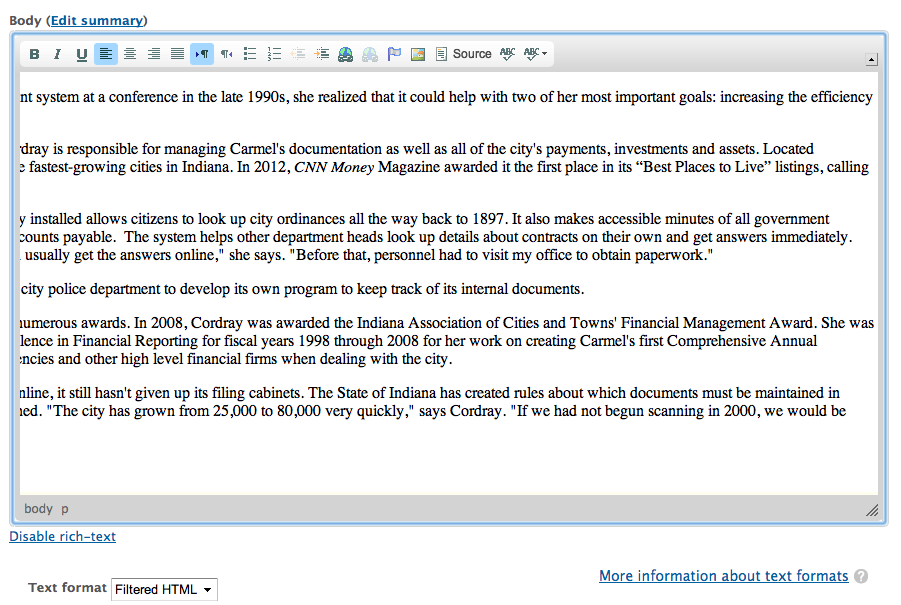 Body (Edit summary)
B I U Source ABC ABC
nt system at a conference in the late 1990s, she realized that it could help with two of her most important goals: increasing the efficiency
is responsible for managing Carmel's documentation as well as all of the city's payments, investments and assets. Located
fastest-growing cities in Indiana. In 2012, CNN Money Magazine awarded it the first place in its “Best Places to Live” listings, calling
y installed allows citizens to look up city ordinances all the way back to 1897. It also makes accessible minutes of all government
payable. The system helps other department heads look up details about contracts on their own and get answers immediately.
usually get the answers online," she says. "Before that, personnel had to visit my office to obtain paperwork."
city police department to develop its own program to keep track of its internal documents.
numerous awards. In 2008, Cordray was awarded the Indiana Association of Cities and Towns' Financial Management Award. She was
lence in Financial Reporting for fiscal years 1998 through 2008 for her work on creating Carmel's first Comprehensive Annual
encies and other high level financial firms when dealing with the city.
nline, it still hasn't given up its filing cabinets. The State of Indiana has created rules about which documents must be maintained in
ned. "The city has grown from 25,000 to 80,000 very quickly," says Cordray. "If we had not begun scanning in 2000, we would be
body p
Disable rich-text
More information about text formats ?
Text format Filtered HTML